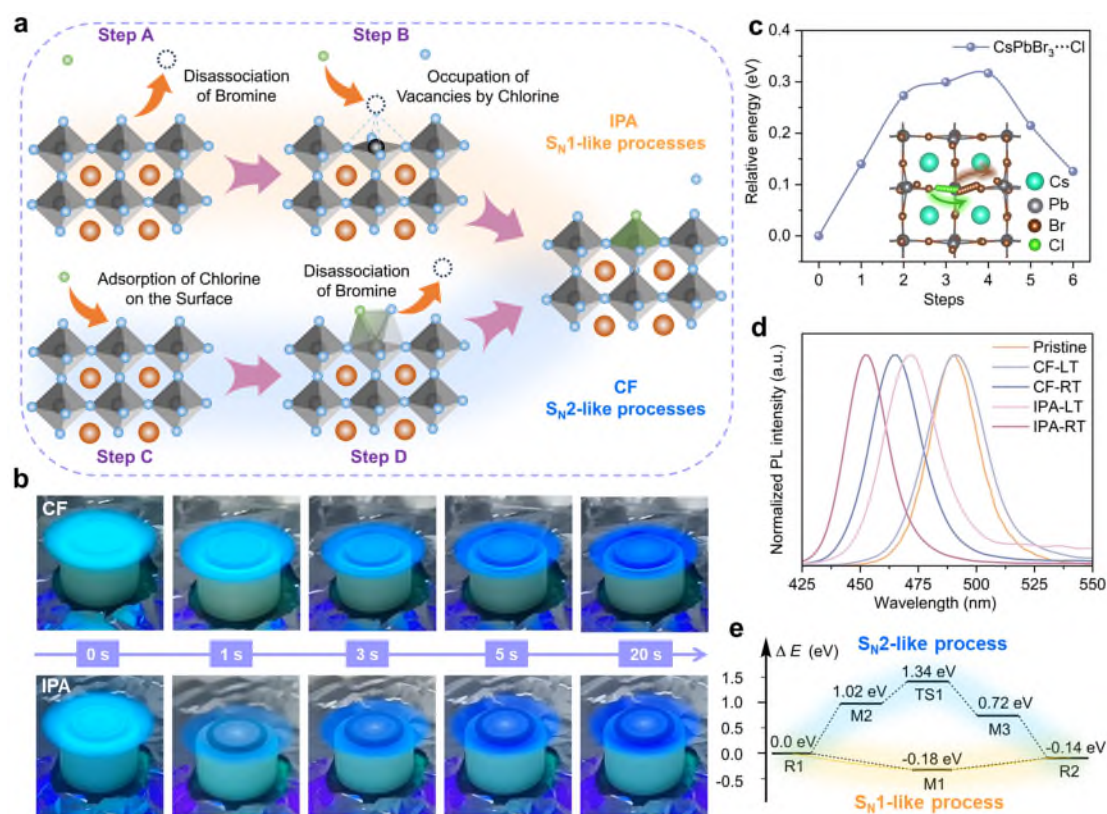 a
Step A
Step B
Disassociation
of Bromine
Occupation of
Vacancies by Chlorine
IPA
S_N1-like processes
Adsorption of Chlorine
on the Surface
Disassociation
of Bromine
CF
S_N2-like processes
Step C
Step D
b
CF
0 s
1 s
3 s
5 s
20 s
IPA
c
Relative energy (eV)
0.4
0.3
0.2
0.1
0.0
CsPbBr₃···Cl
Cs
Pb
Br
Cl
0 1 2 3 4 5 6
Steps
d
Normalized PL intensity (a.u.)
Pristine
CF-LT
CF-RT
IPA-LT
IPA-RT
425 450 475 500 525 550
Wavelength (nm)
e
Δ E (eV)
S_N2-like process
1.5
1.0
0.5
0.0
-0.5
0.0 eV
R1
1.02 eV
M2
1.34 eV
TS1
0.72 eV
M3
-0.14 eV
R2
-0.18 eV
M1
S_N1-like process